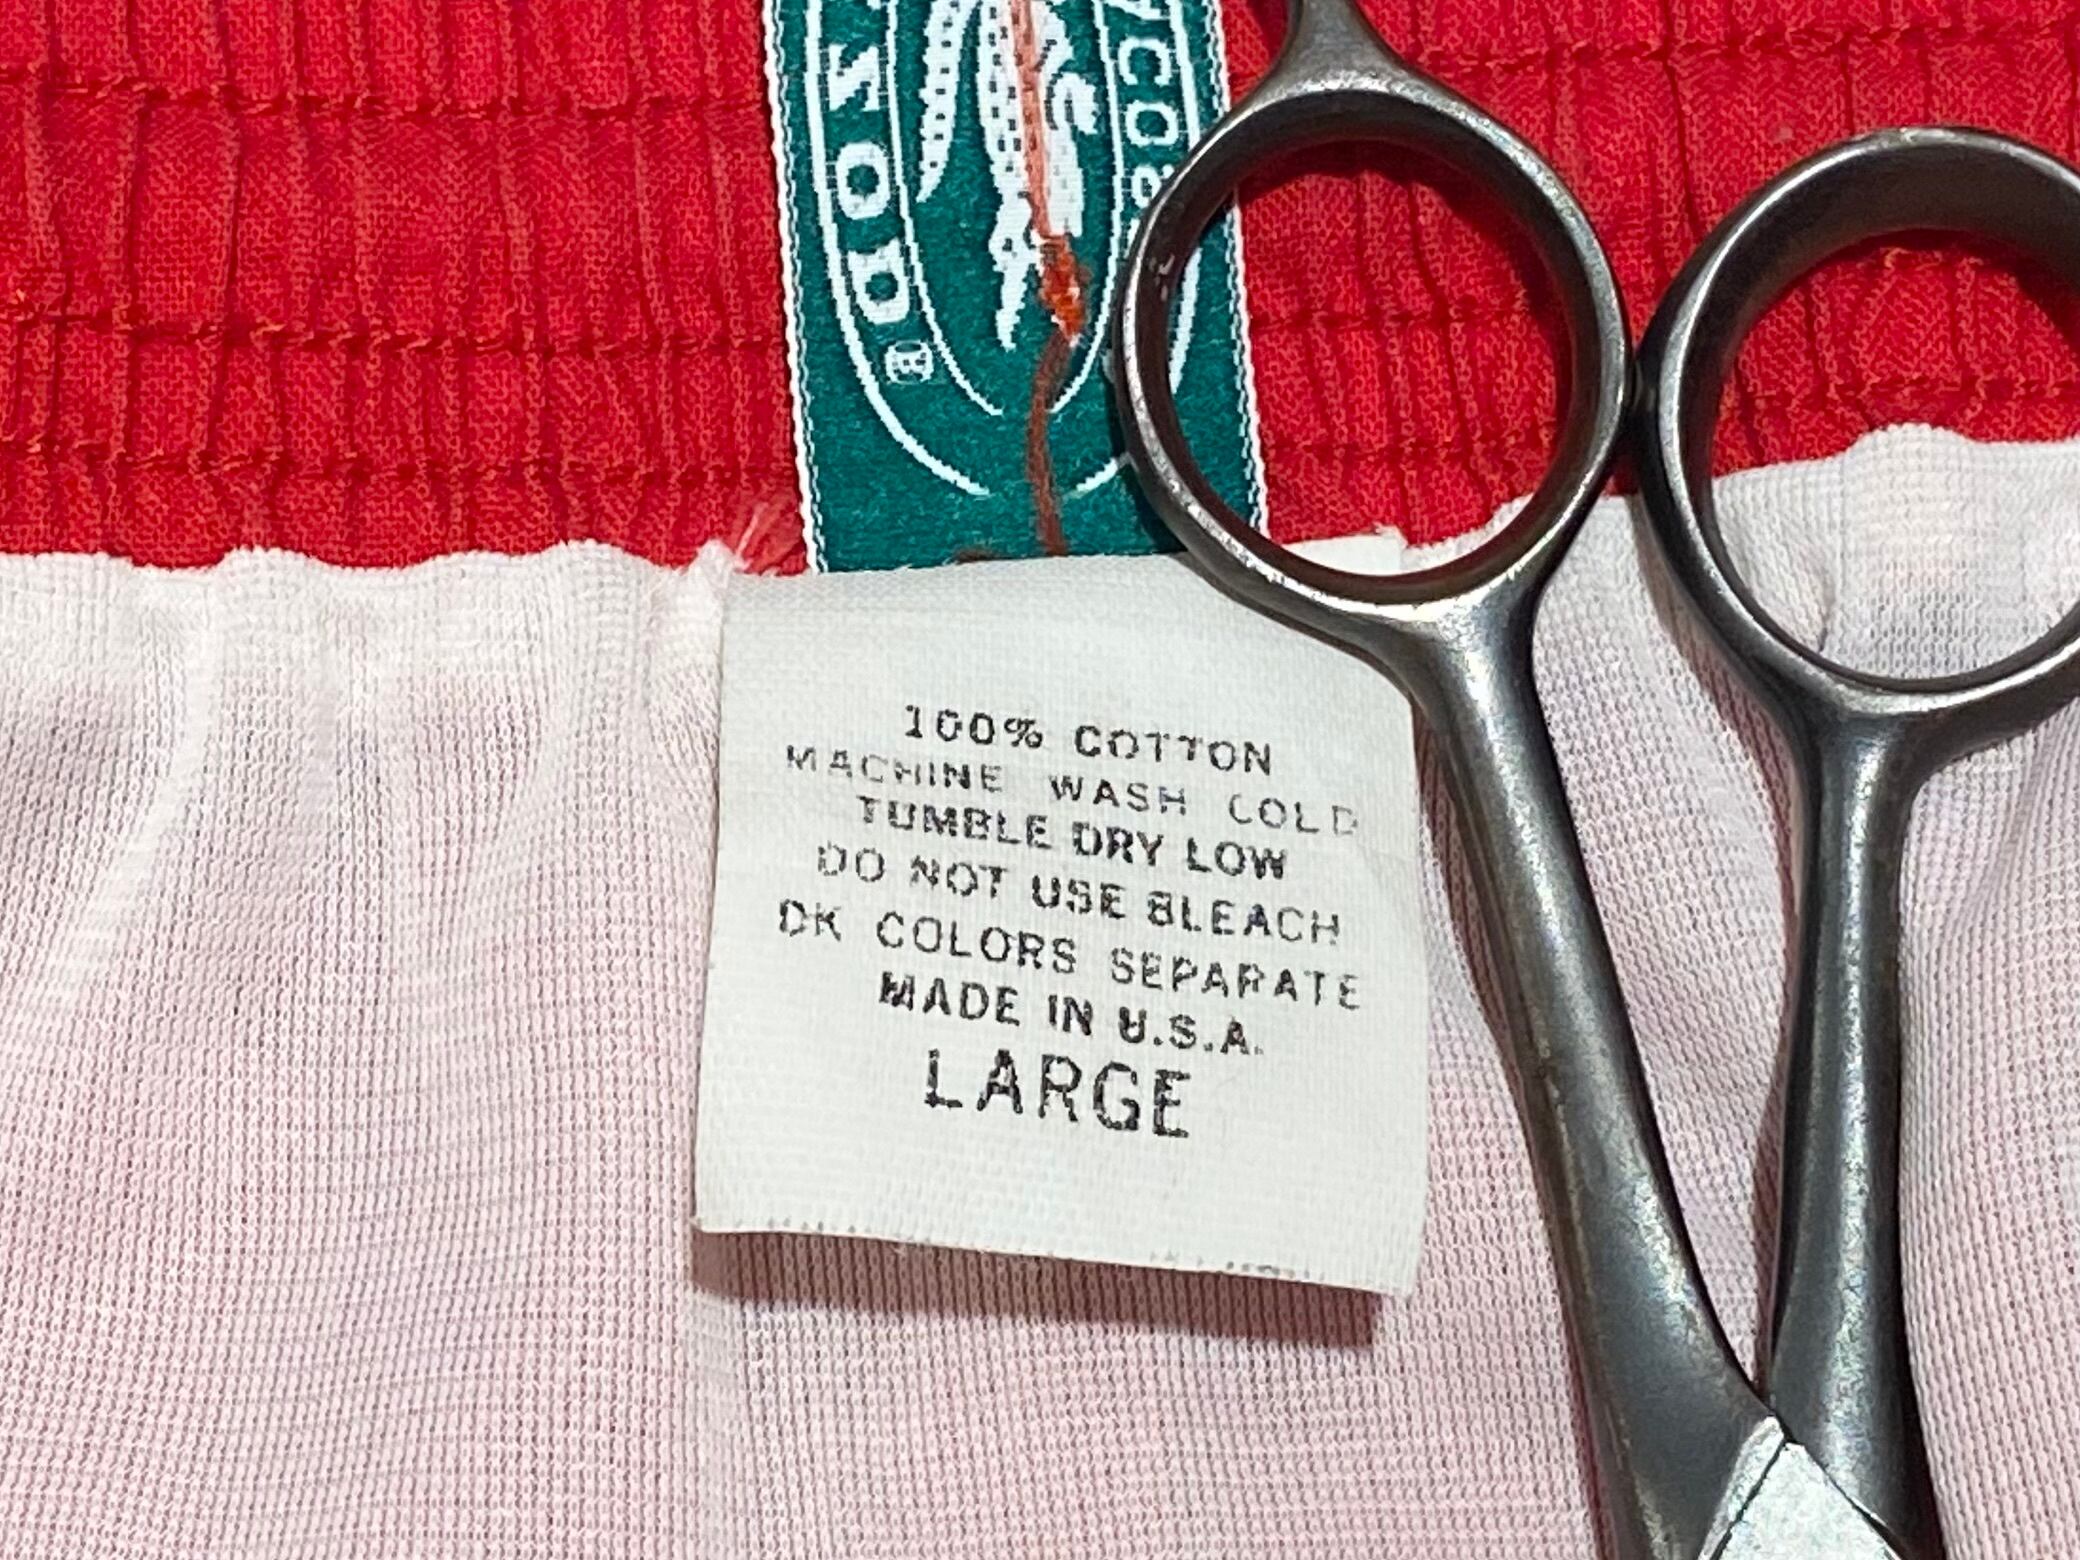 100% COTTON
MACHINE WASH COLD
TUMBLE DRY LOW
DO NOT USE BLEACH
DK COLORS SEPARATE
MADE IN U.S.A.
LARGE